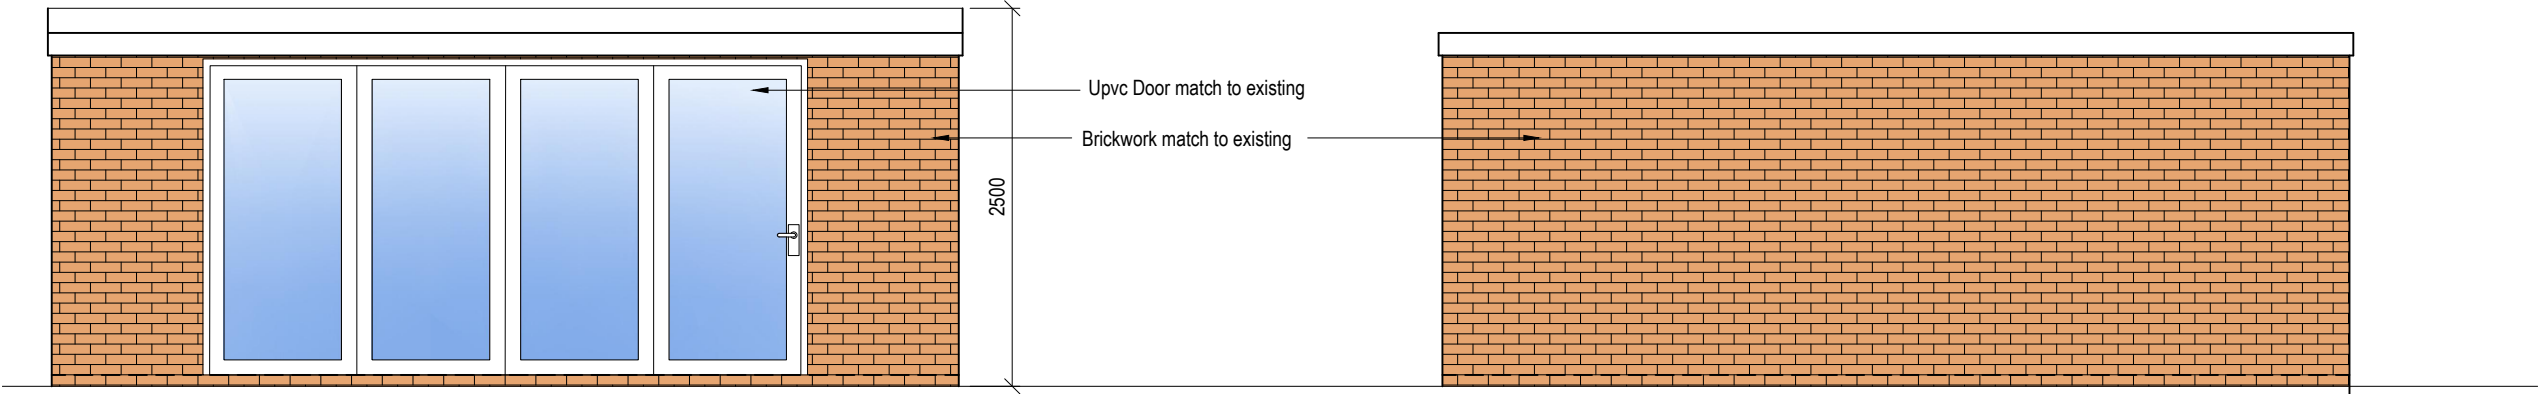 Upvc Door match to existing
Brickwork match to existing
2500